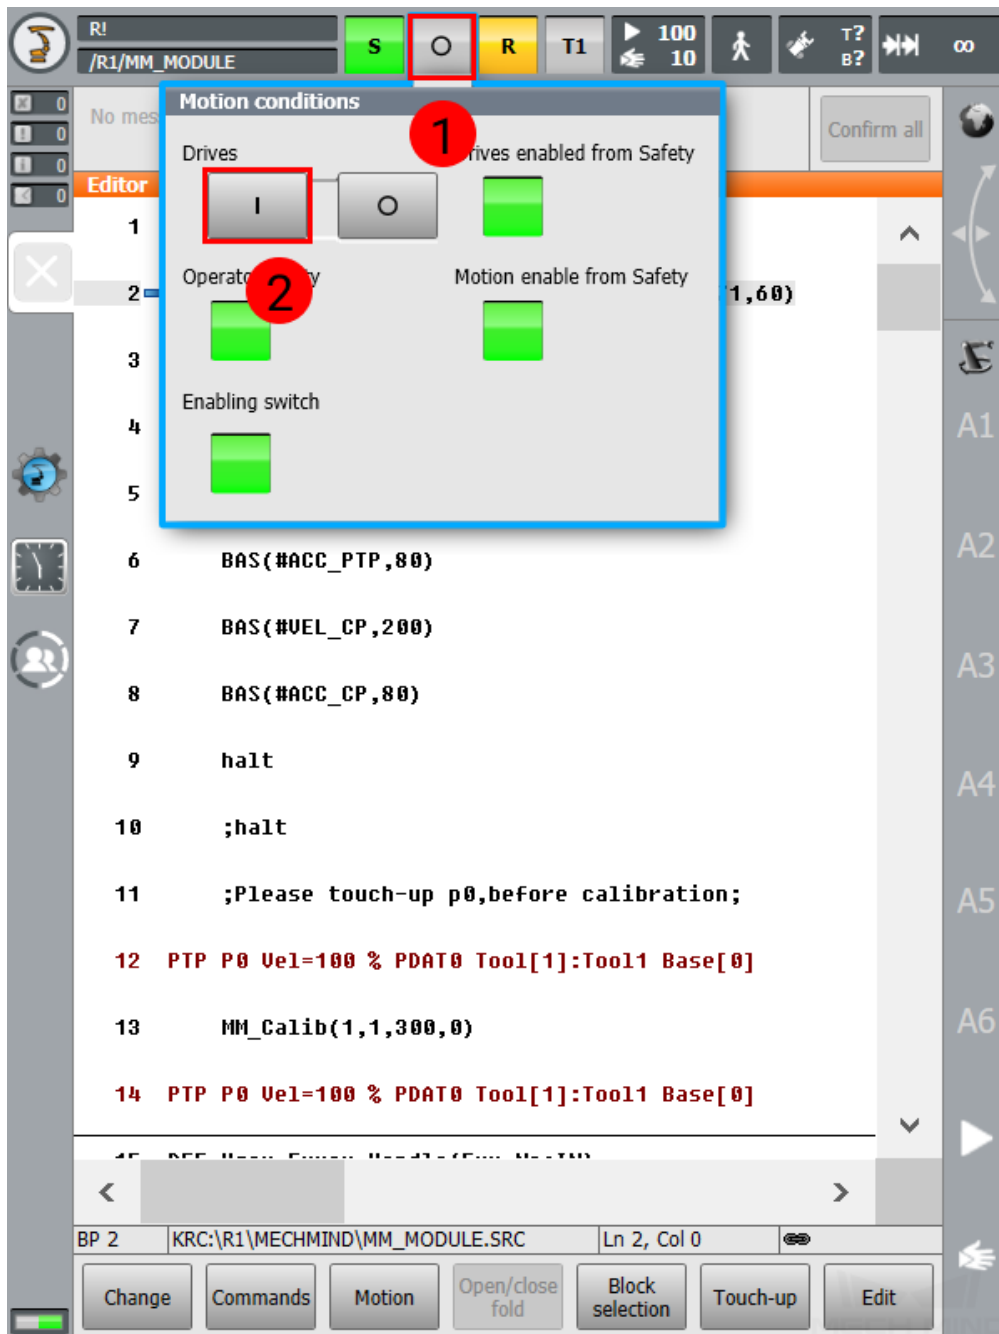 R!
/R1/MM_MODULE
S
O
R
T1
100
10
T?
B?
∞
0
0
0
0
No mes
Confirm all
Motion conditions
1
Drives
rives enabled from Safety
I
O
Operato
y
2
Motion enable from Safety
Enabling switch
Editor
1
2
1,60)
3
4
5
6 BAS(#ACC_PTP,80)
7 BAS(#VEL_CP,200)
8 BAS(#ACC_CP,80)
9 halt
10 ;halt
11 ;Please touch-up p0,before calibration;
12 PTP P0 Vel=100 % PDAT0 Tool[1]:Tool1 Base[0]
13 MM_Calib(1,1,300,0)
14 PTP P0 Vel=100 % PDAT0 Tool[1]:Tool1 Base[0]
A1
A2
A3
A4
A5
A6
BP 2
KRC:\R1\MECHMIND\MM_MODULE.SRC
Ln 2, Col 0
Change
Commands
Motion
Open/close
fold
Block
selection
Touch-up
Edit